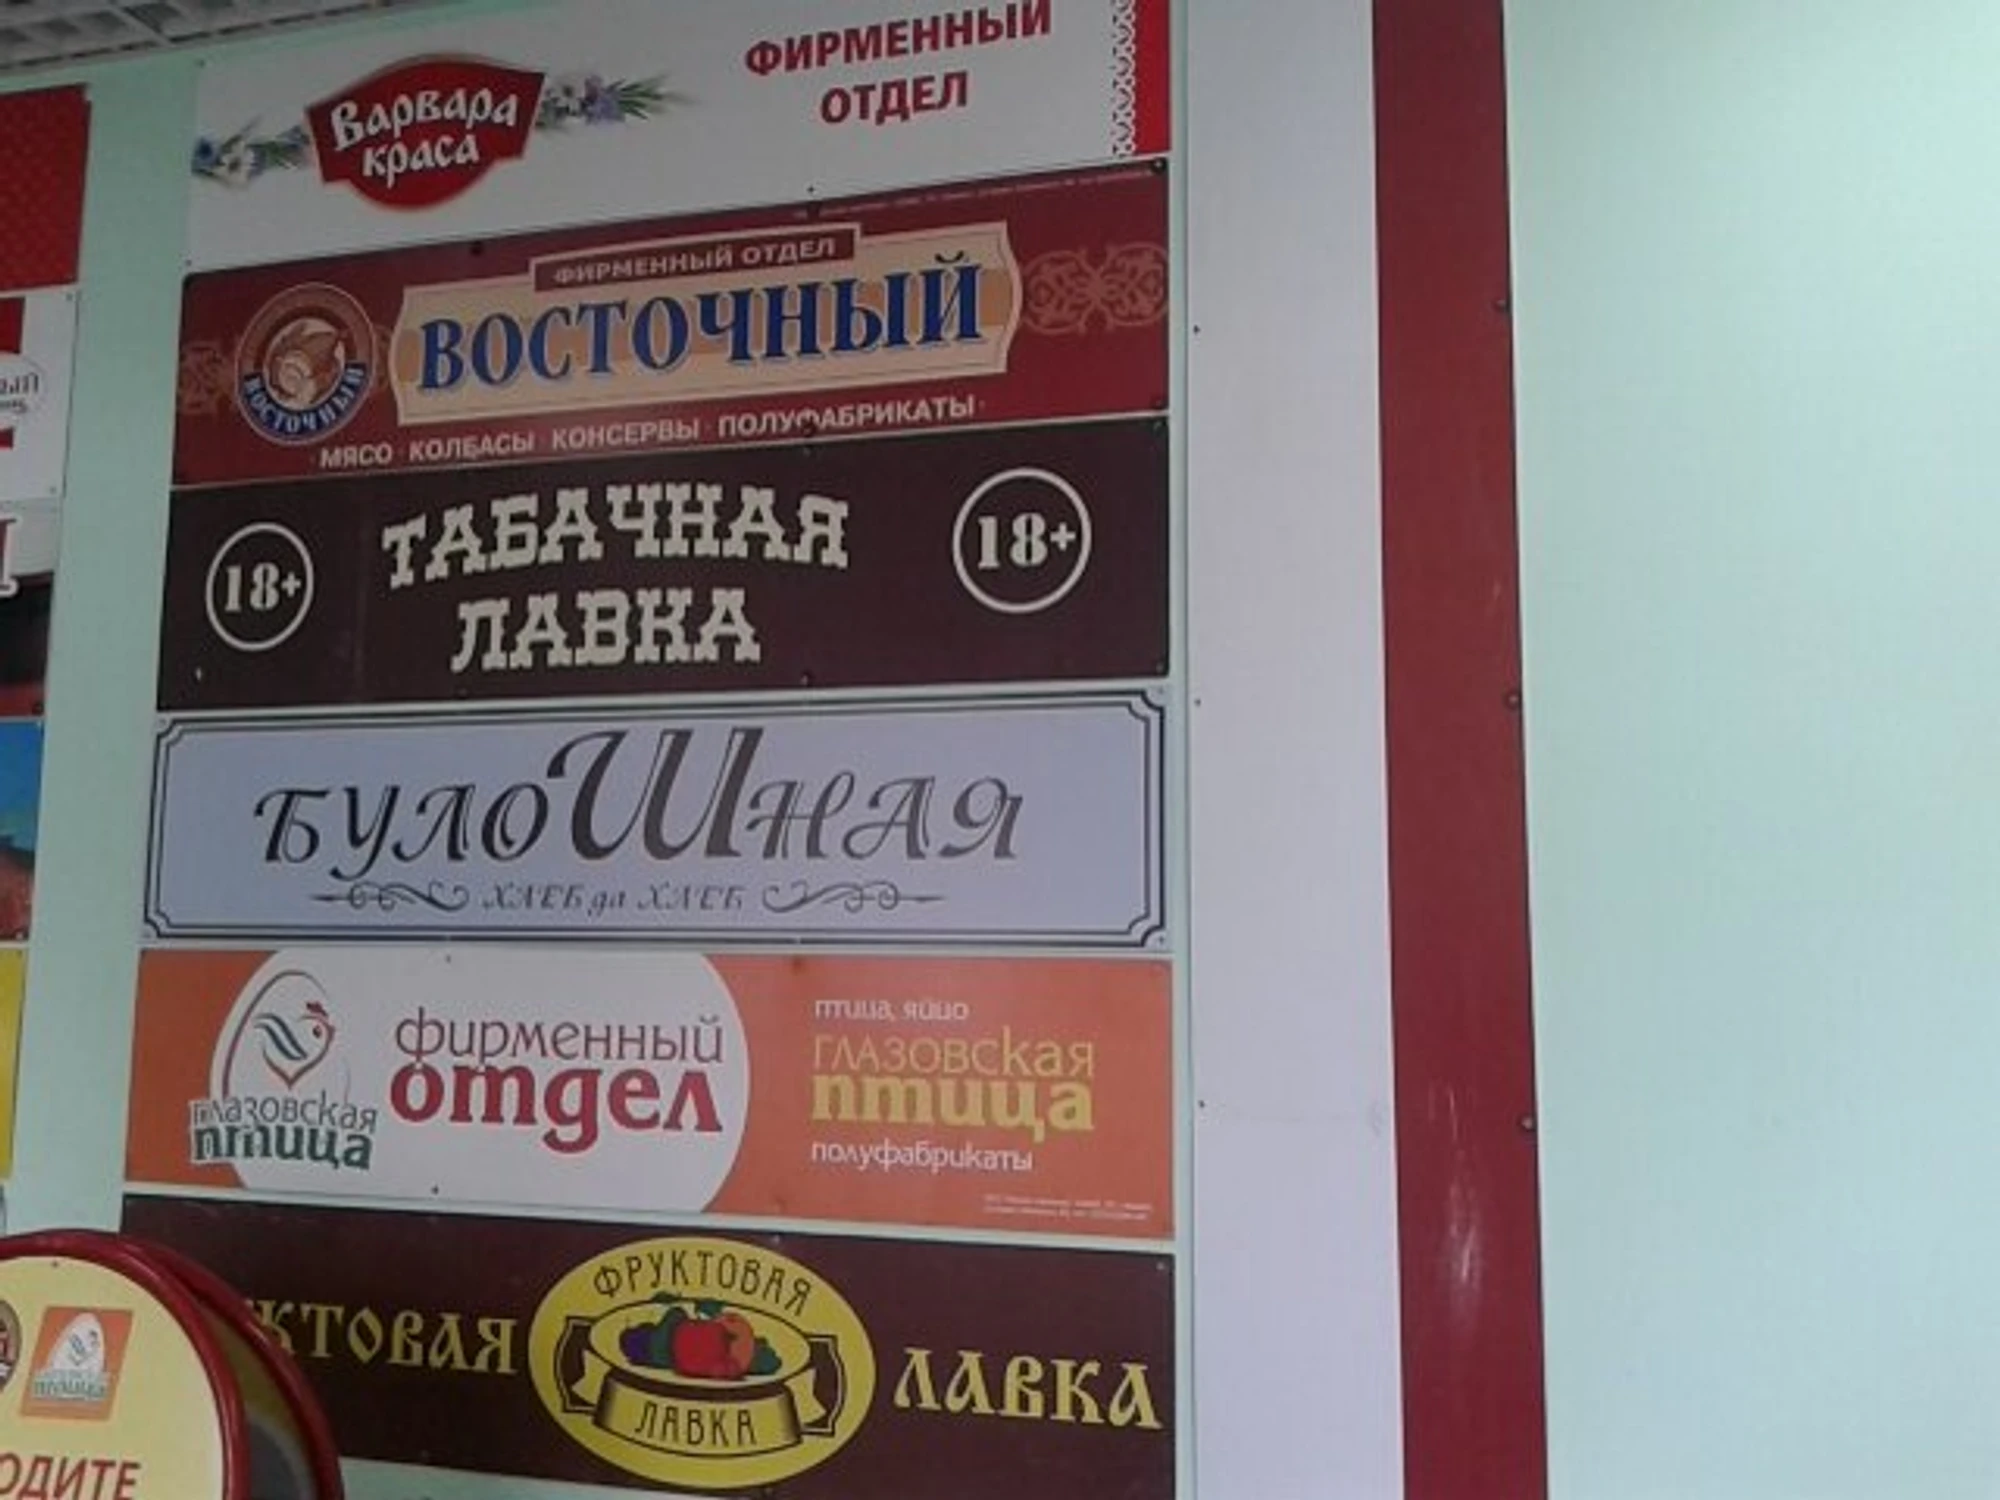 Варвара
краса
ФИРМЕННЫЙ
ОТДЕЛ
ФИРМЕННЫЙ ОТДЕЛ
ВОСТОЧНЫЙ
ВОСТОЧНЫЙ
МЯСО · КОЛБАСЫ · КОНСЕРВЫ · ПОЛУФАБРИКАТЫ
18+
ТАБАЧНАЯ
ЛАВКА
18+
БУЛОШНАЯ
ХЛЕБ да ХЛЕБ
глазовская
птица
фирменный
отдел
птица, яйцо
глазовская
птица
полуфабрикаты
КТОВАЯ
ФРУКТОВАЯ
ЛАВКА
ЛАВКА
ОДИТЕ